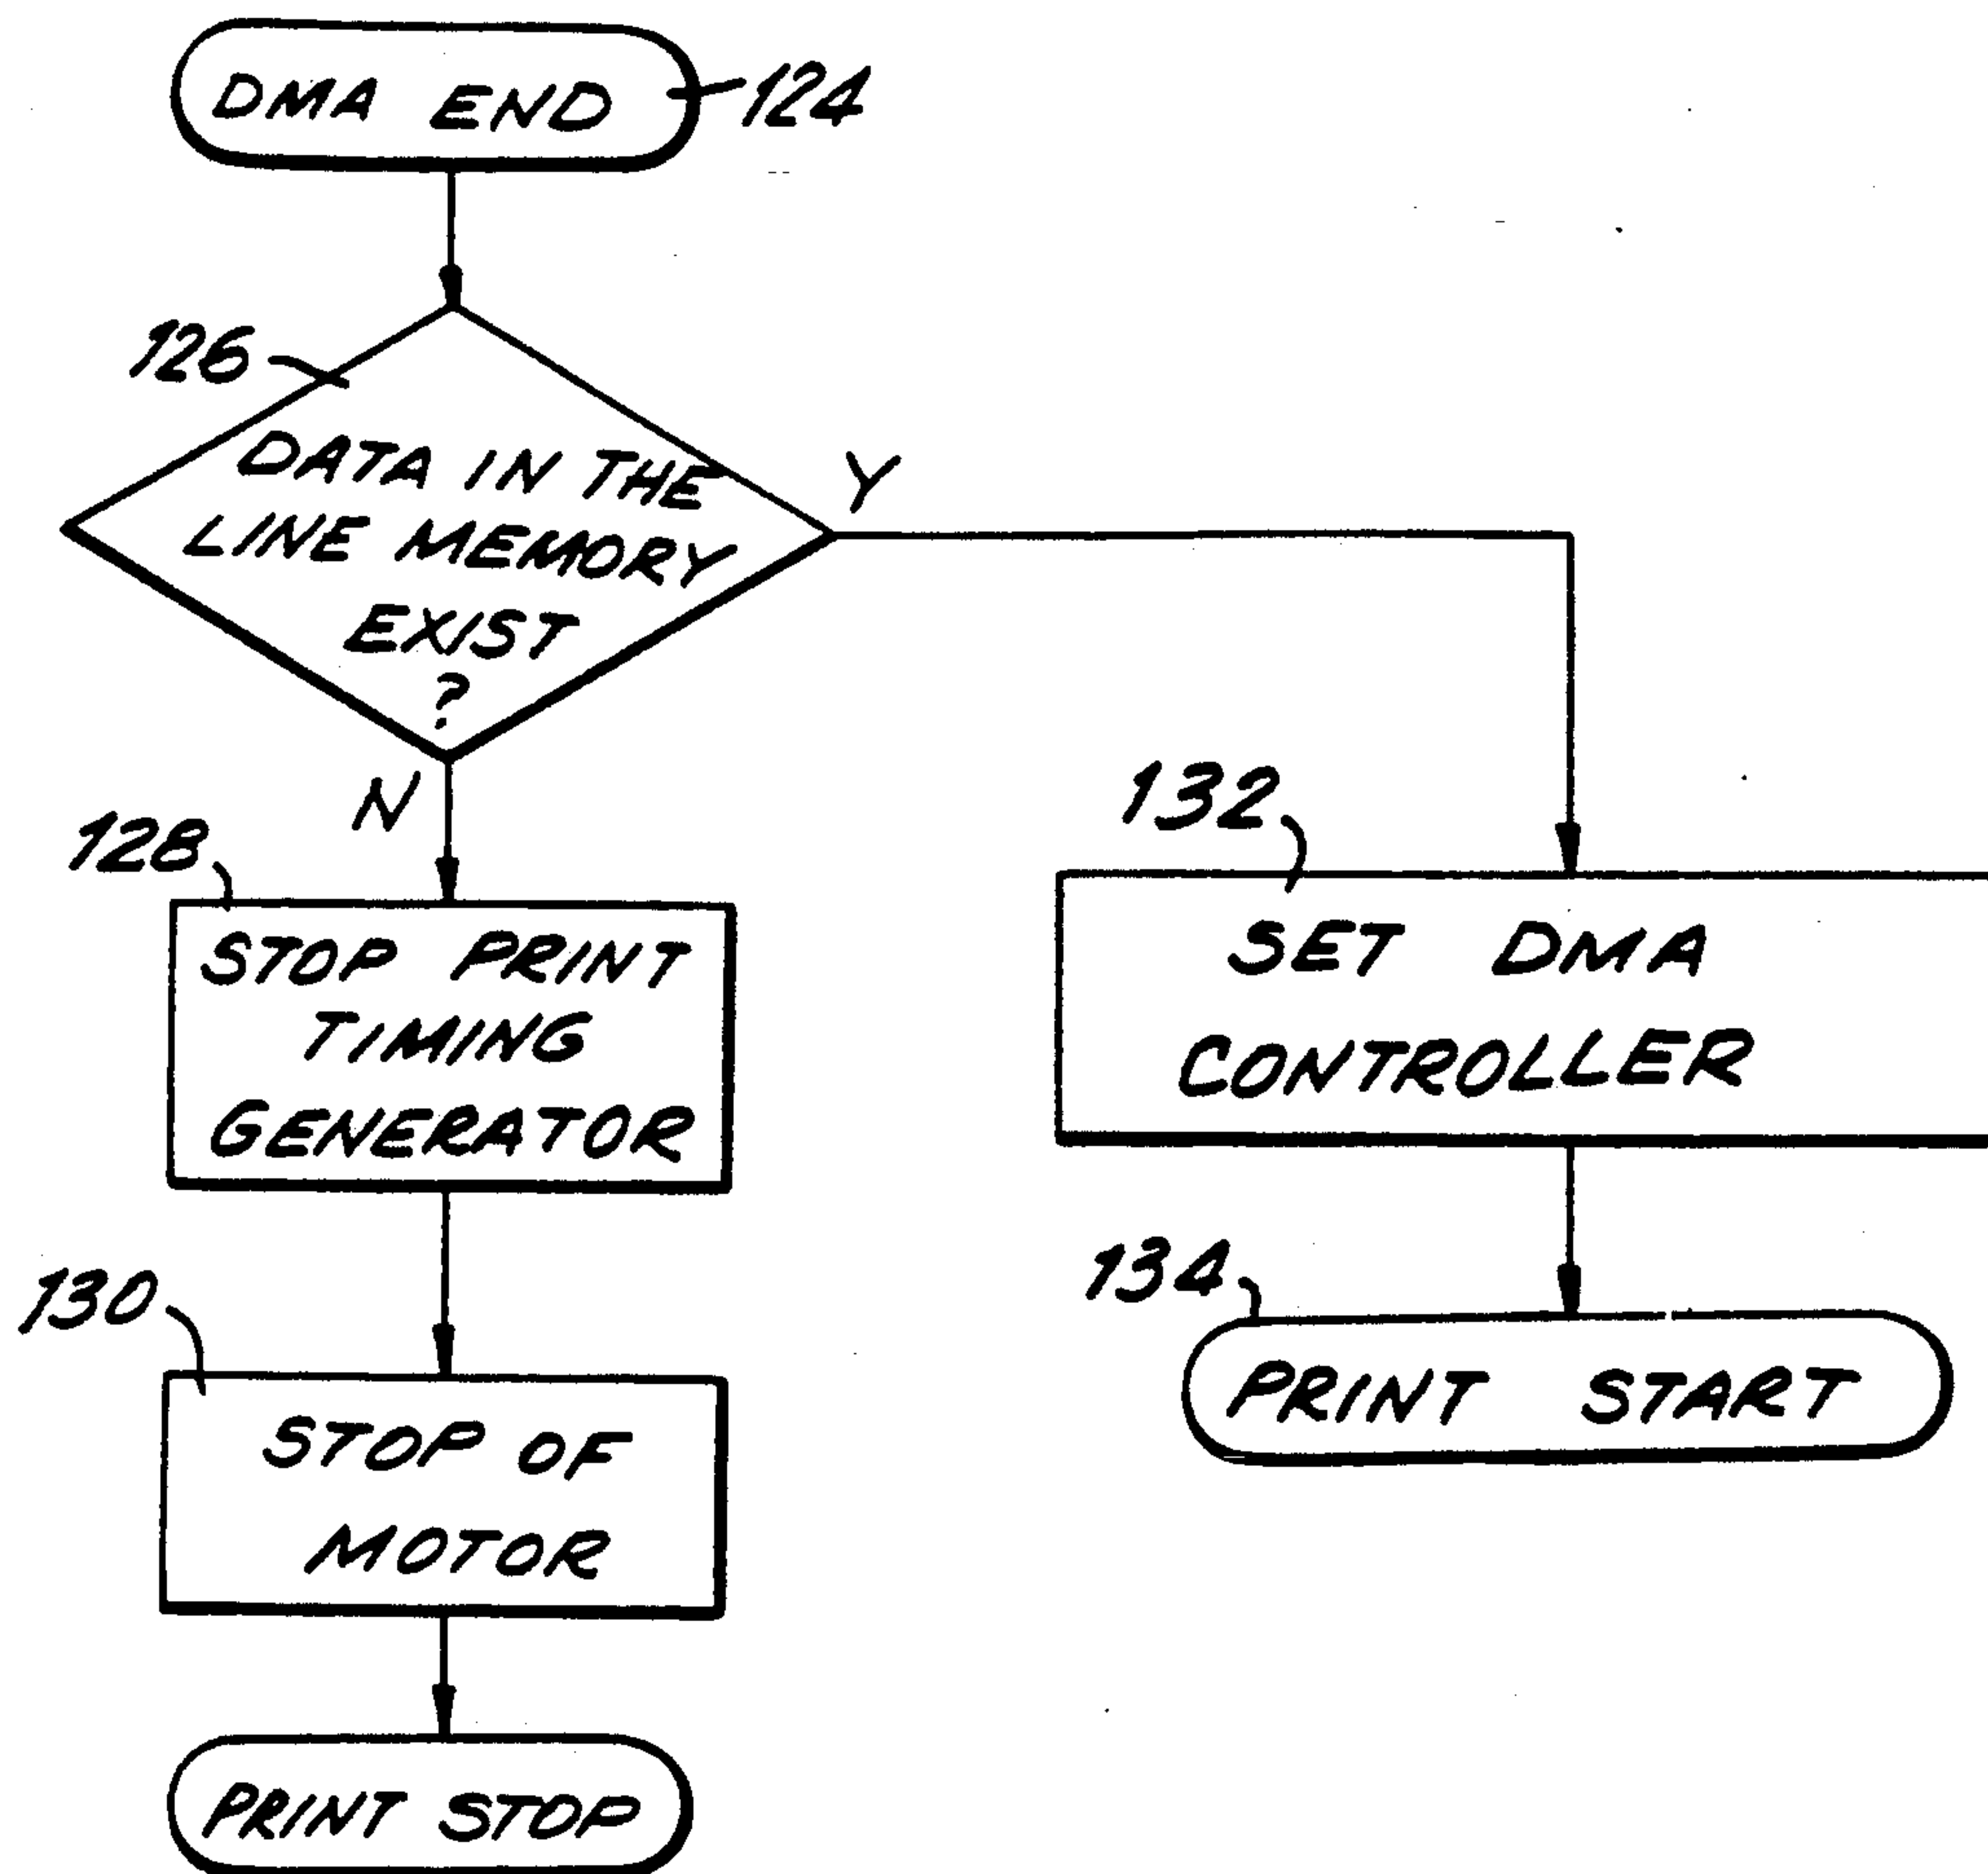 DMA END
124
126
DATA IN THE
LINE MEMORY
EXIST
?
Y
N
128
STOP PRINT
TIMING
GENERATOR
130
STOP OF
MOTOR
PRINT STOP
132
SET DMA
CONTROLLER
134
PRINT START